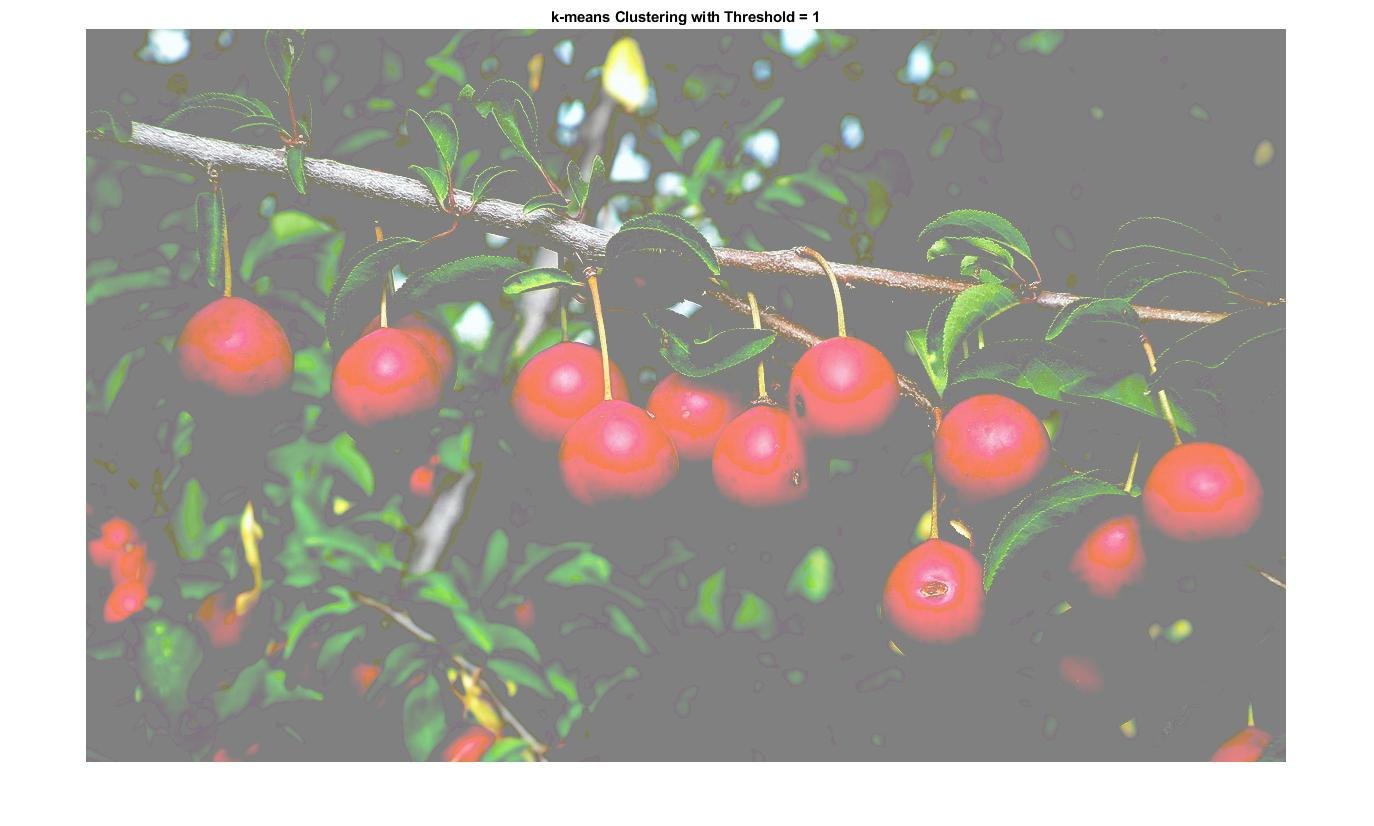 k-means Clustering with Threshold = 1